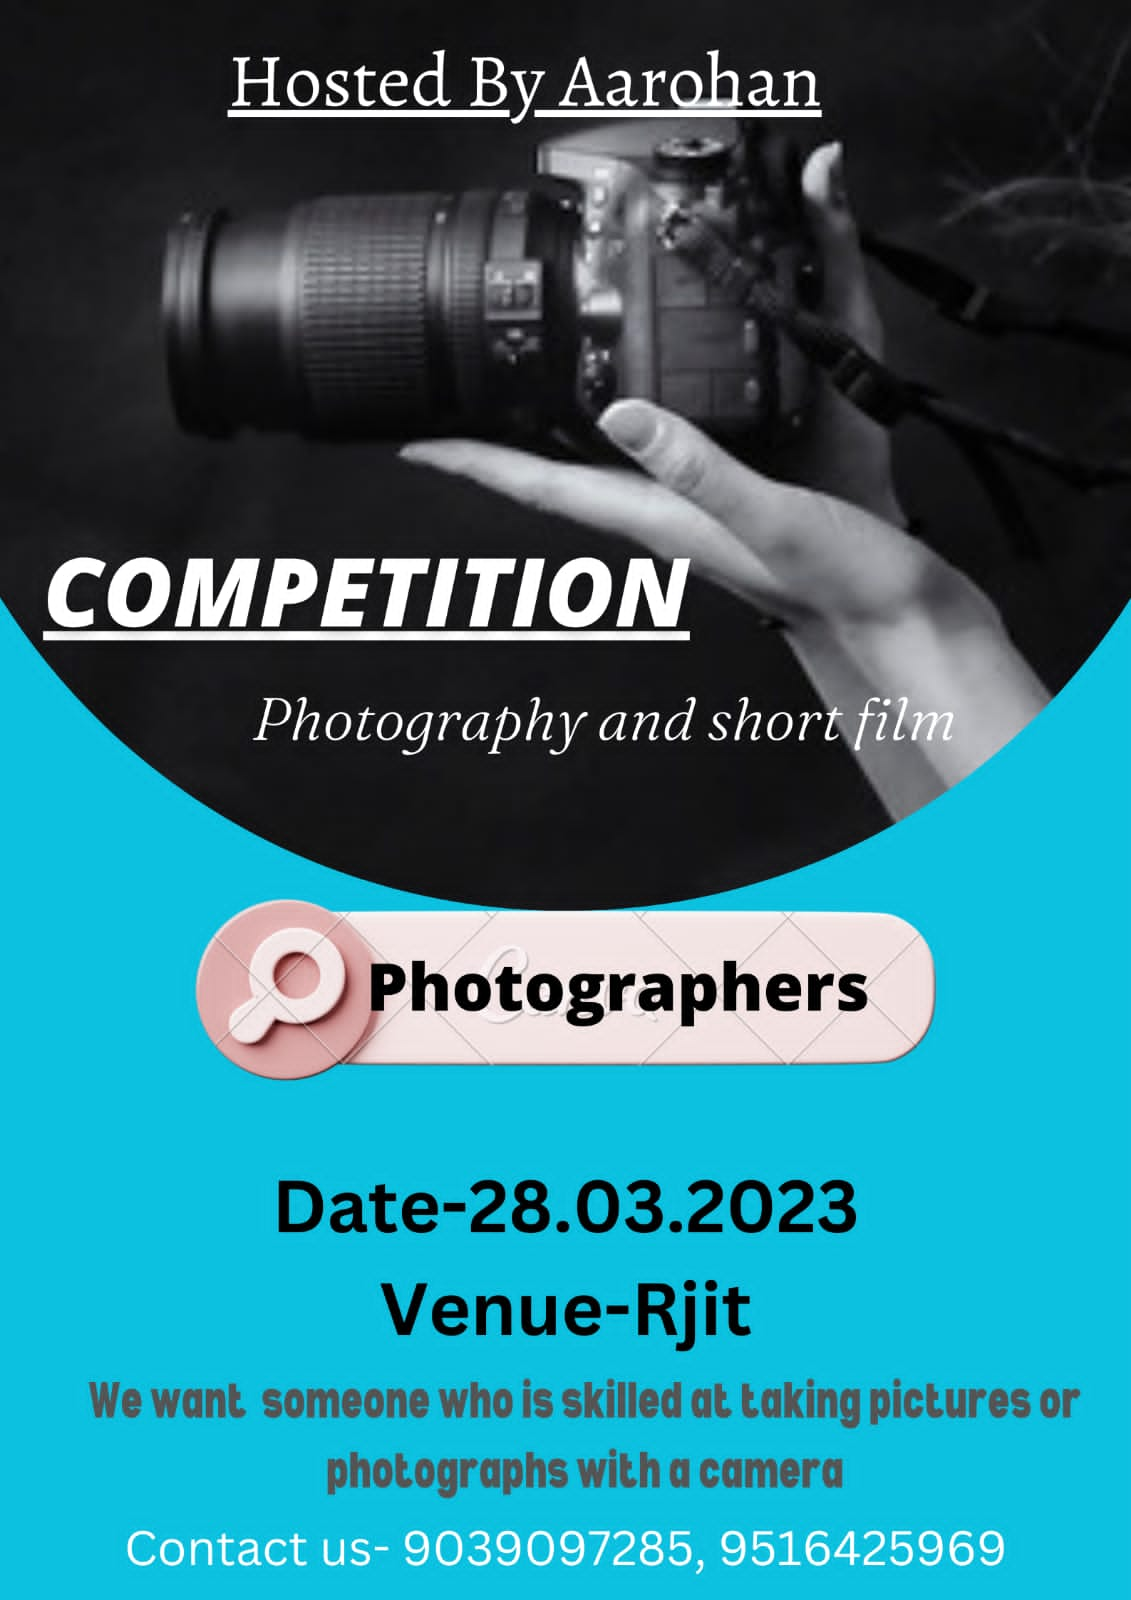 Hosted By Aarohan
COMPETITION
Photography and short film
Photographers
Canva
Date-28.03.2023
Venue-Rjit
We want someone who is skilled at taking pictures or
photographs with a camera
Contact us- 9039097285, 9516425969